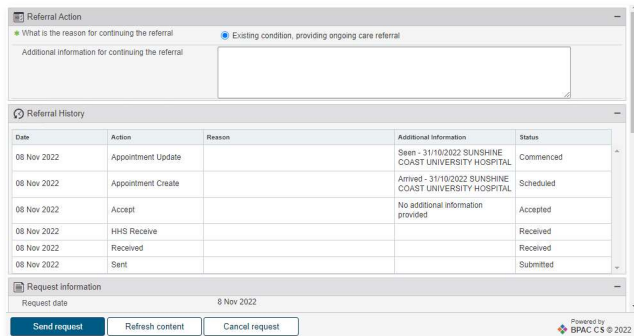 Referral Action
* What is the reason for continuing the referral
Existing condition, providing ongoing care referral
Additional information for continuing the referral
Referral History
Date Action Reason Additional Information Status
08 Nov 2022 Appointment Update Seen - 31/10/2022 SUNSHINE COAST UNIVERSITY HOSPITAL Commenced
08 Nov 2022 Appointment Create Arrived - 31/10/2022 SUNSHINE COAST UNIVERSITY HOSPITAL Scheduled
08 Nov 2022 Accept No additional information provided Accepted
08 Nov 2022 HHS Receive Received
08 Nov 2022 Received Received
08 Nov 2022 Sent Submitted
Request information
Request date 8 Nov 2022
Send request Refresh content Cancel request
Powered by
BPAC CS © 2022